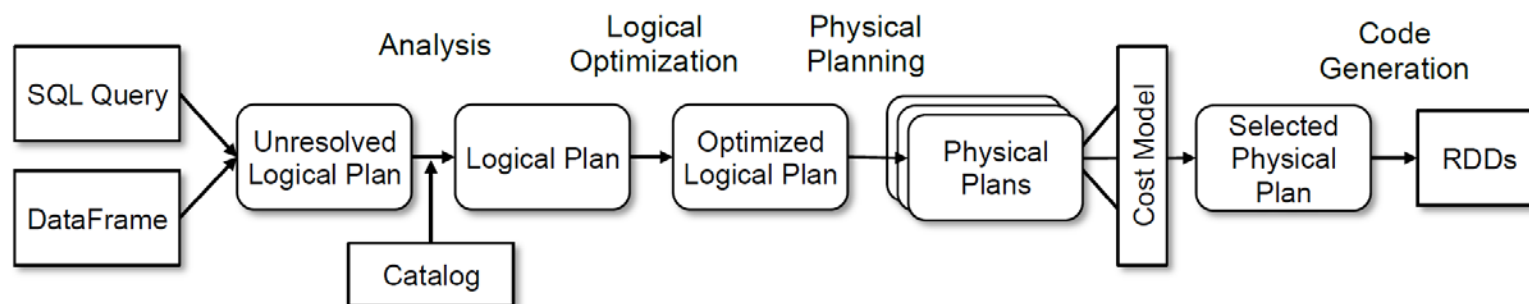 SQL Query
DataFrame
Unresolved
Logical Plan
Analysis
Catalog
Logical Plan
Logical
Optimization
Optimized
Logical Plan
Physical
Planning
Physical
Plans
Cost Model
Selected
Physical
Plan
Code
Generation
RDDs